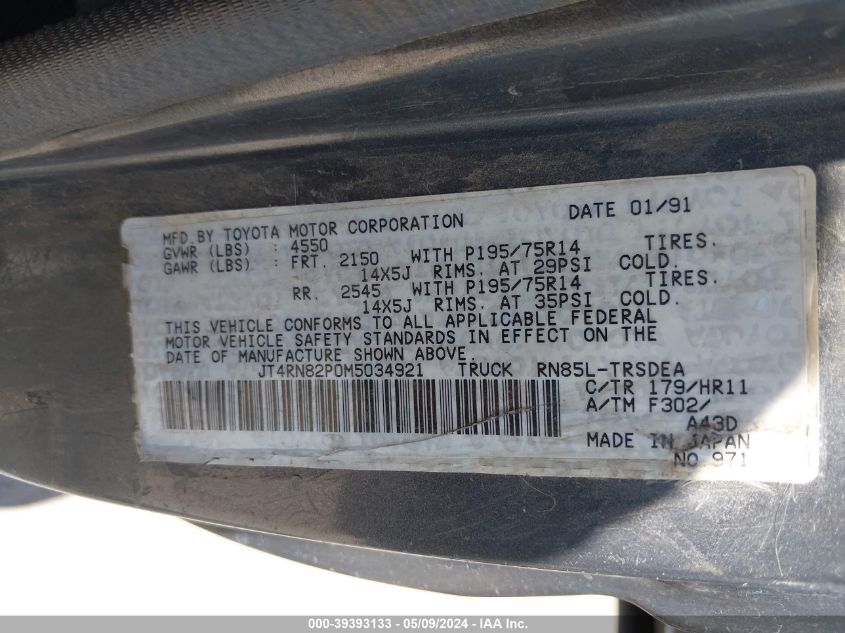 MFD.BY TOYOTA MOTOR CORPORATION DATE 01/91
GVWR (LBS) : 4550
GAWR (LBS) : FRT. 2150 WITH P195/75R14 TIRES.
14X5J RIMS. AT 29PSI COLD.
RR. 2545 WITH P195/75R14 TIRES.
14X5J RIMS. AT 35PSI COLD.
THIS VEHICLE CONFORMS TO ALL APPLICABLE FEDERAL
MOTOR VEHICLE SAFETY STANDARDS IN EFFECT ON THE
DATE OF MANUFACTURE SHOWN ABOVE.
JT4RN82P0M5034921 TRUCK RN85L-TRSDEA
C/TR 179/HR11
A/TM F302/
A43D
MADE IN JAPAN
NO.971
000-39393133 - 05/09/2024 - IAA Inc.